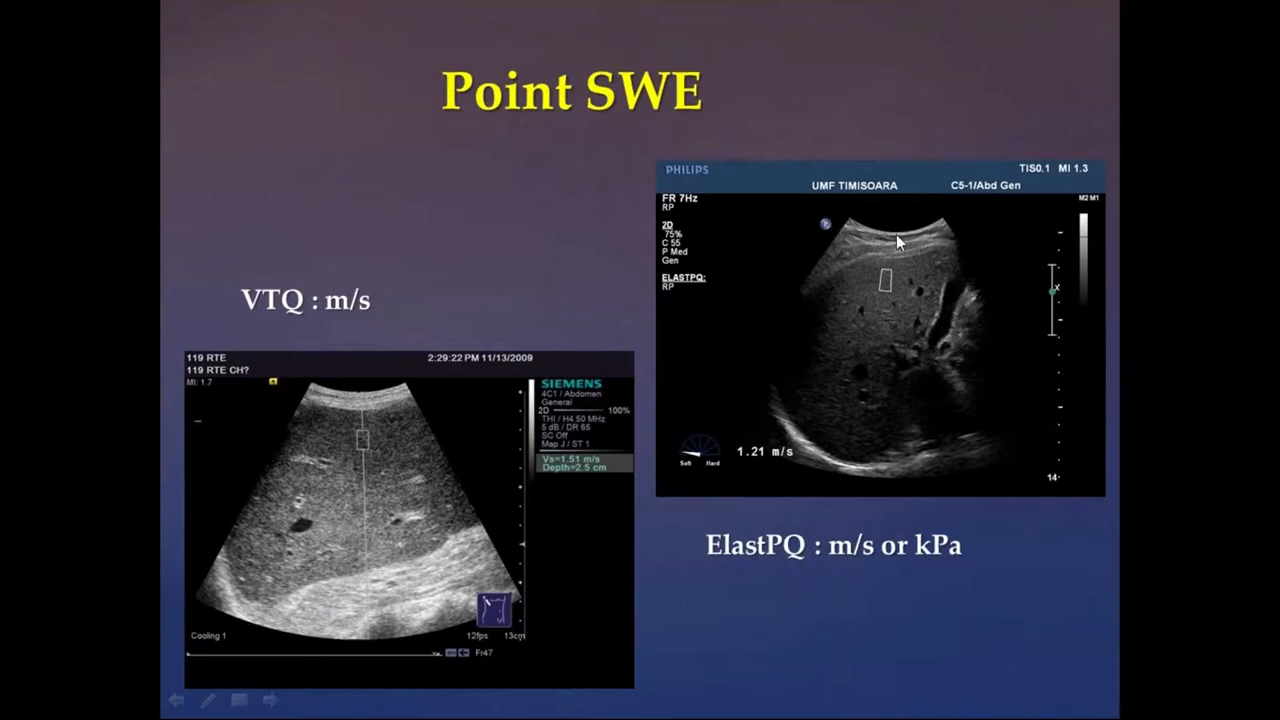 Point SWE
VTQ : m/s
119 RTE 2:29:22 PM 11/13/2009
119 RTE CH?
MI: 1.7
SIEMENS
4C1 / Abdomen
General
2D 100%
THI / H4.50 MHz
5 dB / DR 65
SC Off
Map J / ST 1
Vs=1.51 m/s
Depth=2.5 cm
Cooling 1 12fps 13cm
Fr47
PHILIPS TIS0.1 MI 1.3
UMF TIMISOARA C5-1/Abd Gen
FR 7Hz M2 M1
RP
2D
75%
C 55
P Med
Gen
ELASTPQ:
RP
P
X
1.21 m/s
Soft Hard
14
ElastPQ : m/s or kPa